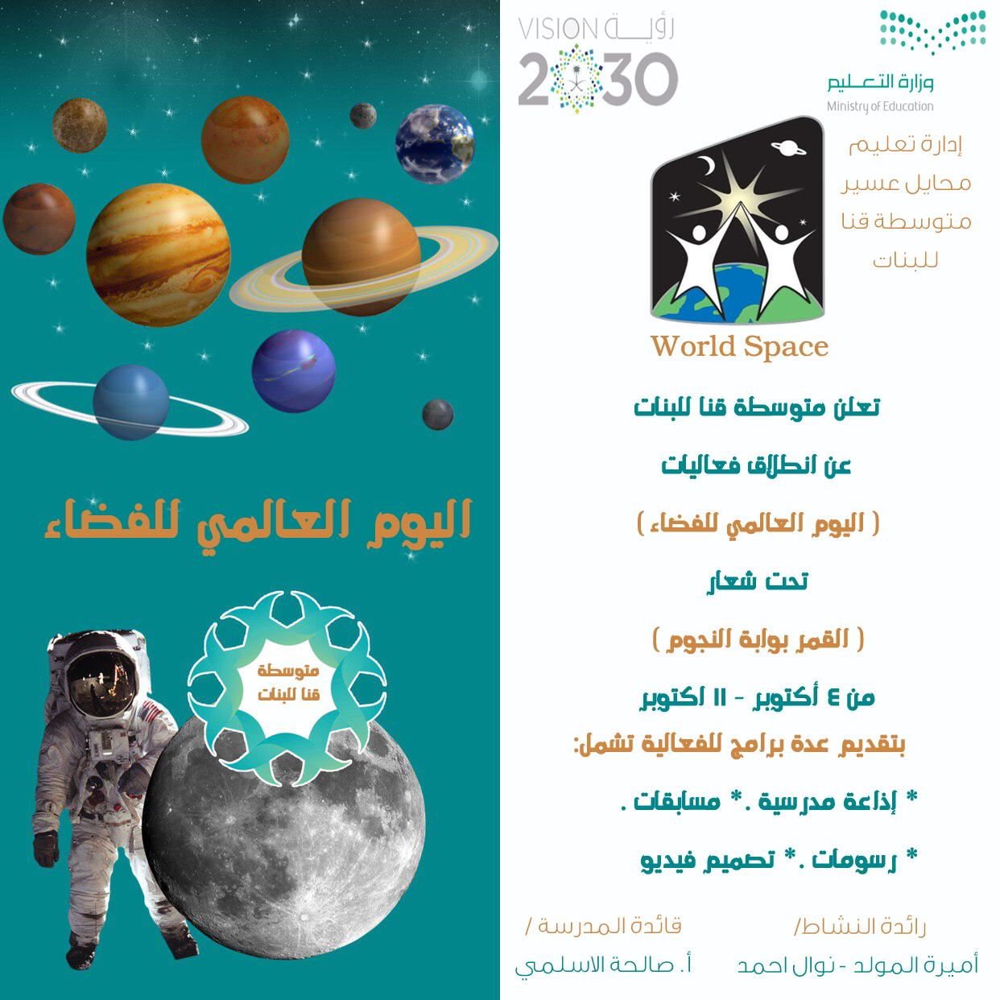 رؤيــة VISION
2030
وزارة التعـــليم
Ministry of Education
إدارة تعليم
محايل عسير
متوسطة قنا
للبنات
World Space
تعلن متوسطة قنا للبنات
عن انطلاق فعاليات
( اليوم العالمي للفضاء )
تحت شعار
( القمر بوابة النجوم )
من ٤ أكتوبر - ١١ اكتوبر
بتقديم عدة برامج للفعالية تشمل:
* إذاعة مدرسية .* مسابقات .
* رسومات .* تصميم فيديو
رائدة النشاط/
أميرة المولد - نوال احمد
قائدة المدرسة /
أ. صالحة الاسلمي
اليوم العالمي للفضاء
متوسطة
قنا للبنات